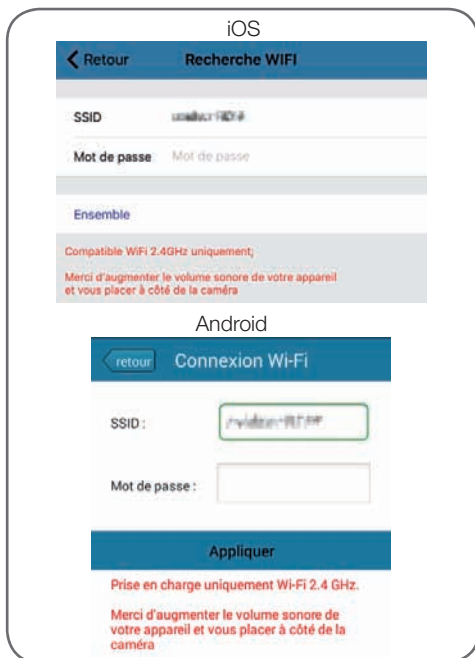 iOS
Retour Recherche WIFI
SSID
Mot de passe Mot de passe
Ensemble
Compatible WiFi 2.4GHz uniquement;
Merci d'augmenter le volume sonore de votre appareil
et vous placer à côté de la caméra
Android
retour Connexion Wi-Fi
SSID :
Mot de passe :
Appliquer
Prise en charge uniquement Wi-Fi 2.4 GHz.
Merci d'augmenter le volume sonore de
votre appareil et vous placer à côté de la
caméra